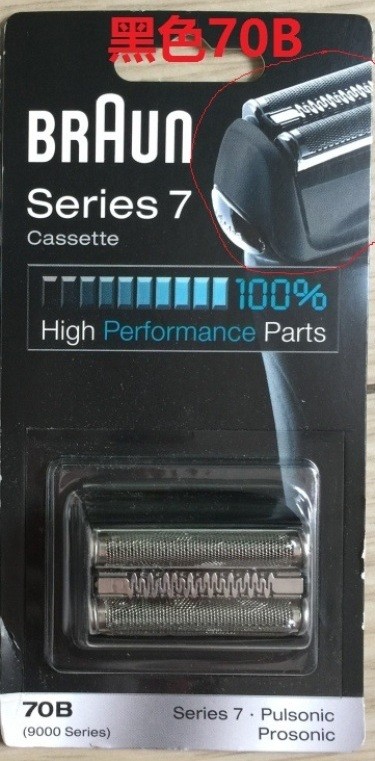 黑色70B
BRAUN
Series 7
Cassette
100%
High Performance Parts
70B
(9000 Series)
Series 7 · Pulsonic
Prosonic